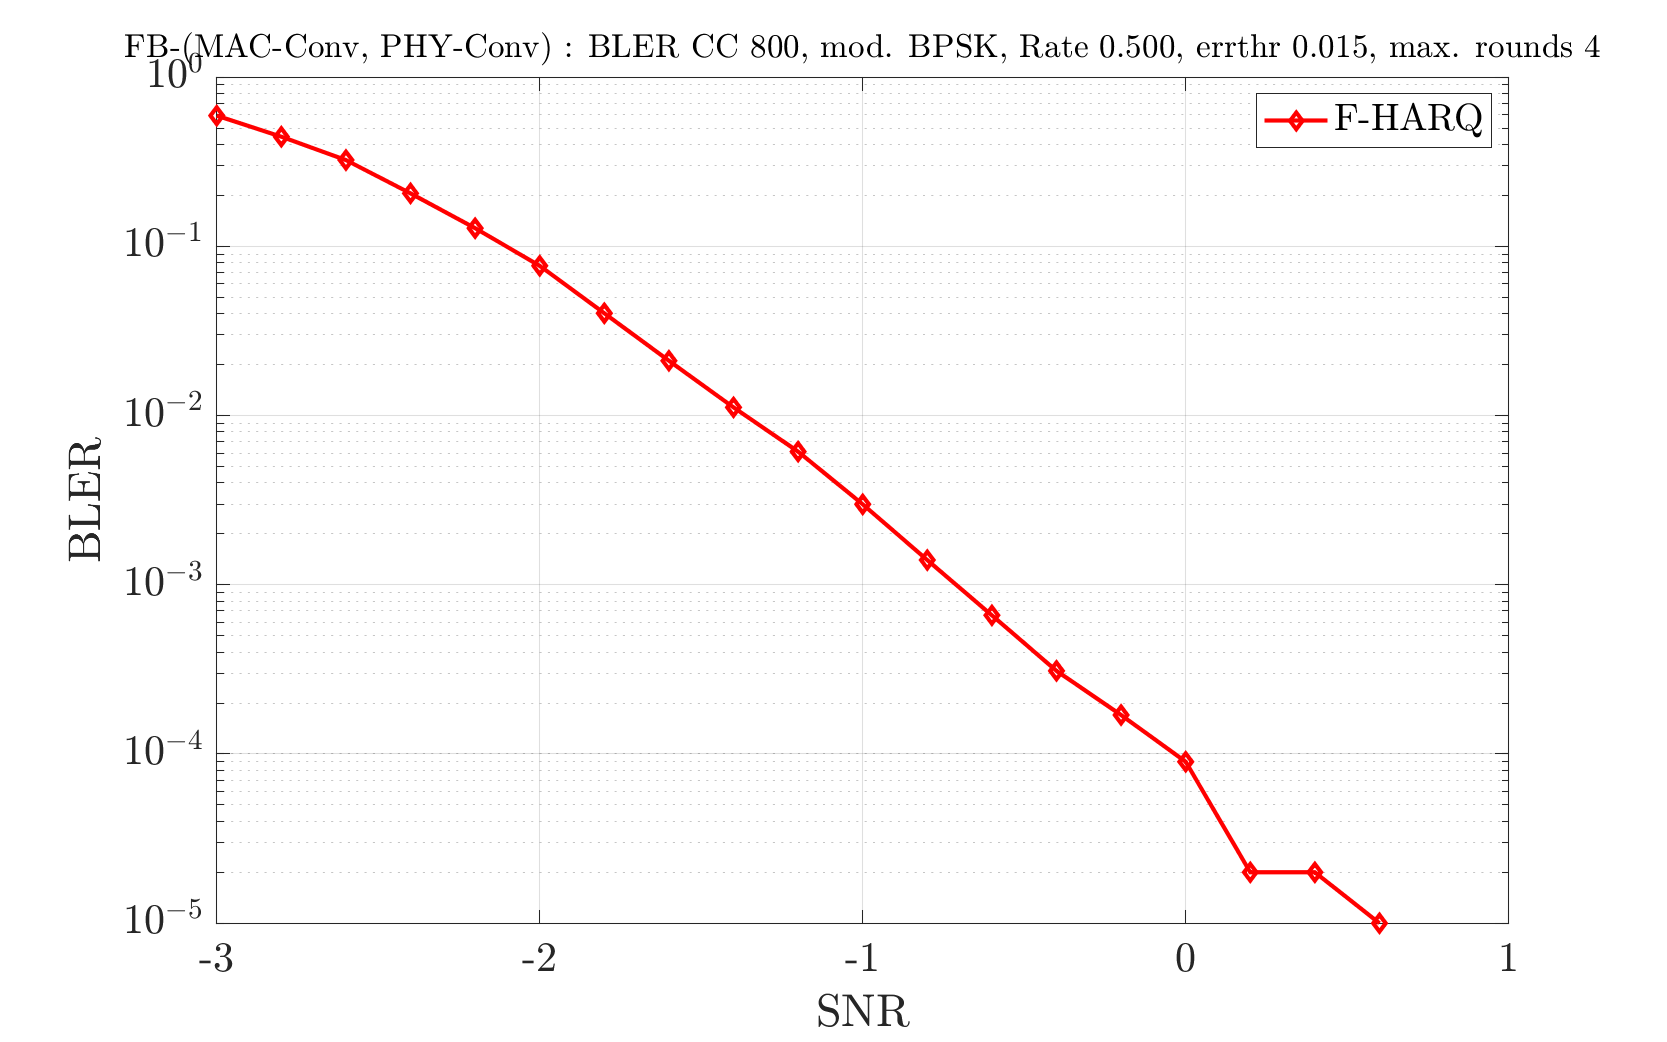 FB-(MAC-Conv, PHY-Conv) : BLER CC 800, mod. BPSK, Rate 0.500, errthr 0.015, max. rounds 4
10^0
F-HARQ
10^{-1}
10^{-2}
BLER
10^{-3}
10^{-4}
10^{-5}
-3 -2 -1 0 1
SNR